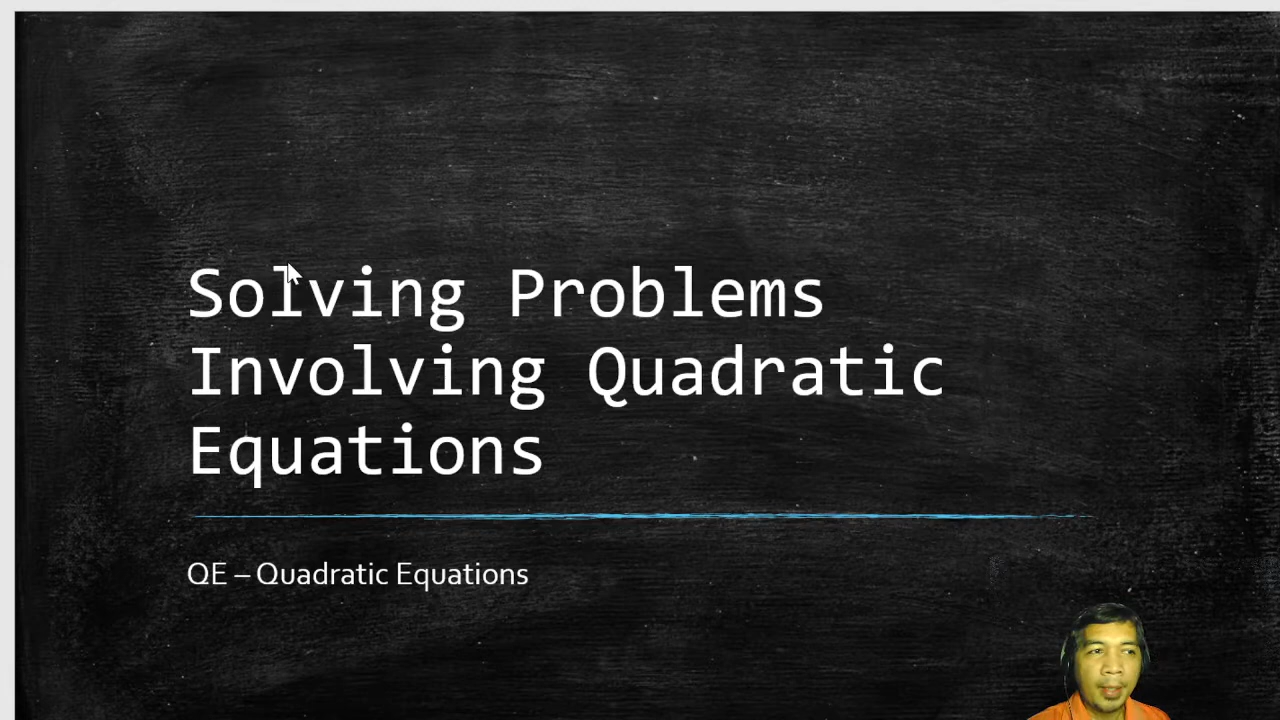 Solving Problems
Involving Quadratic
Equations
QE – Quadratic Equations